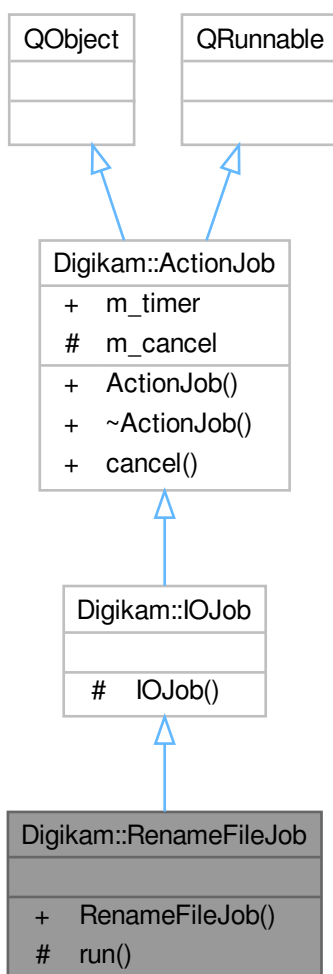 QObject
QRunnable
Digikam::ActionJob
+ m_timer
# m_cancel
+ ActionJob()
+ ~ActionJob()
+ cancel()
Digikam::IOJob
# IOJob()
Digikam::RenameFileJob
+ RenameFileJob()
# run()